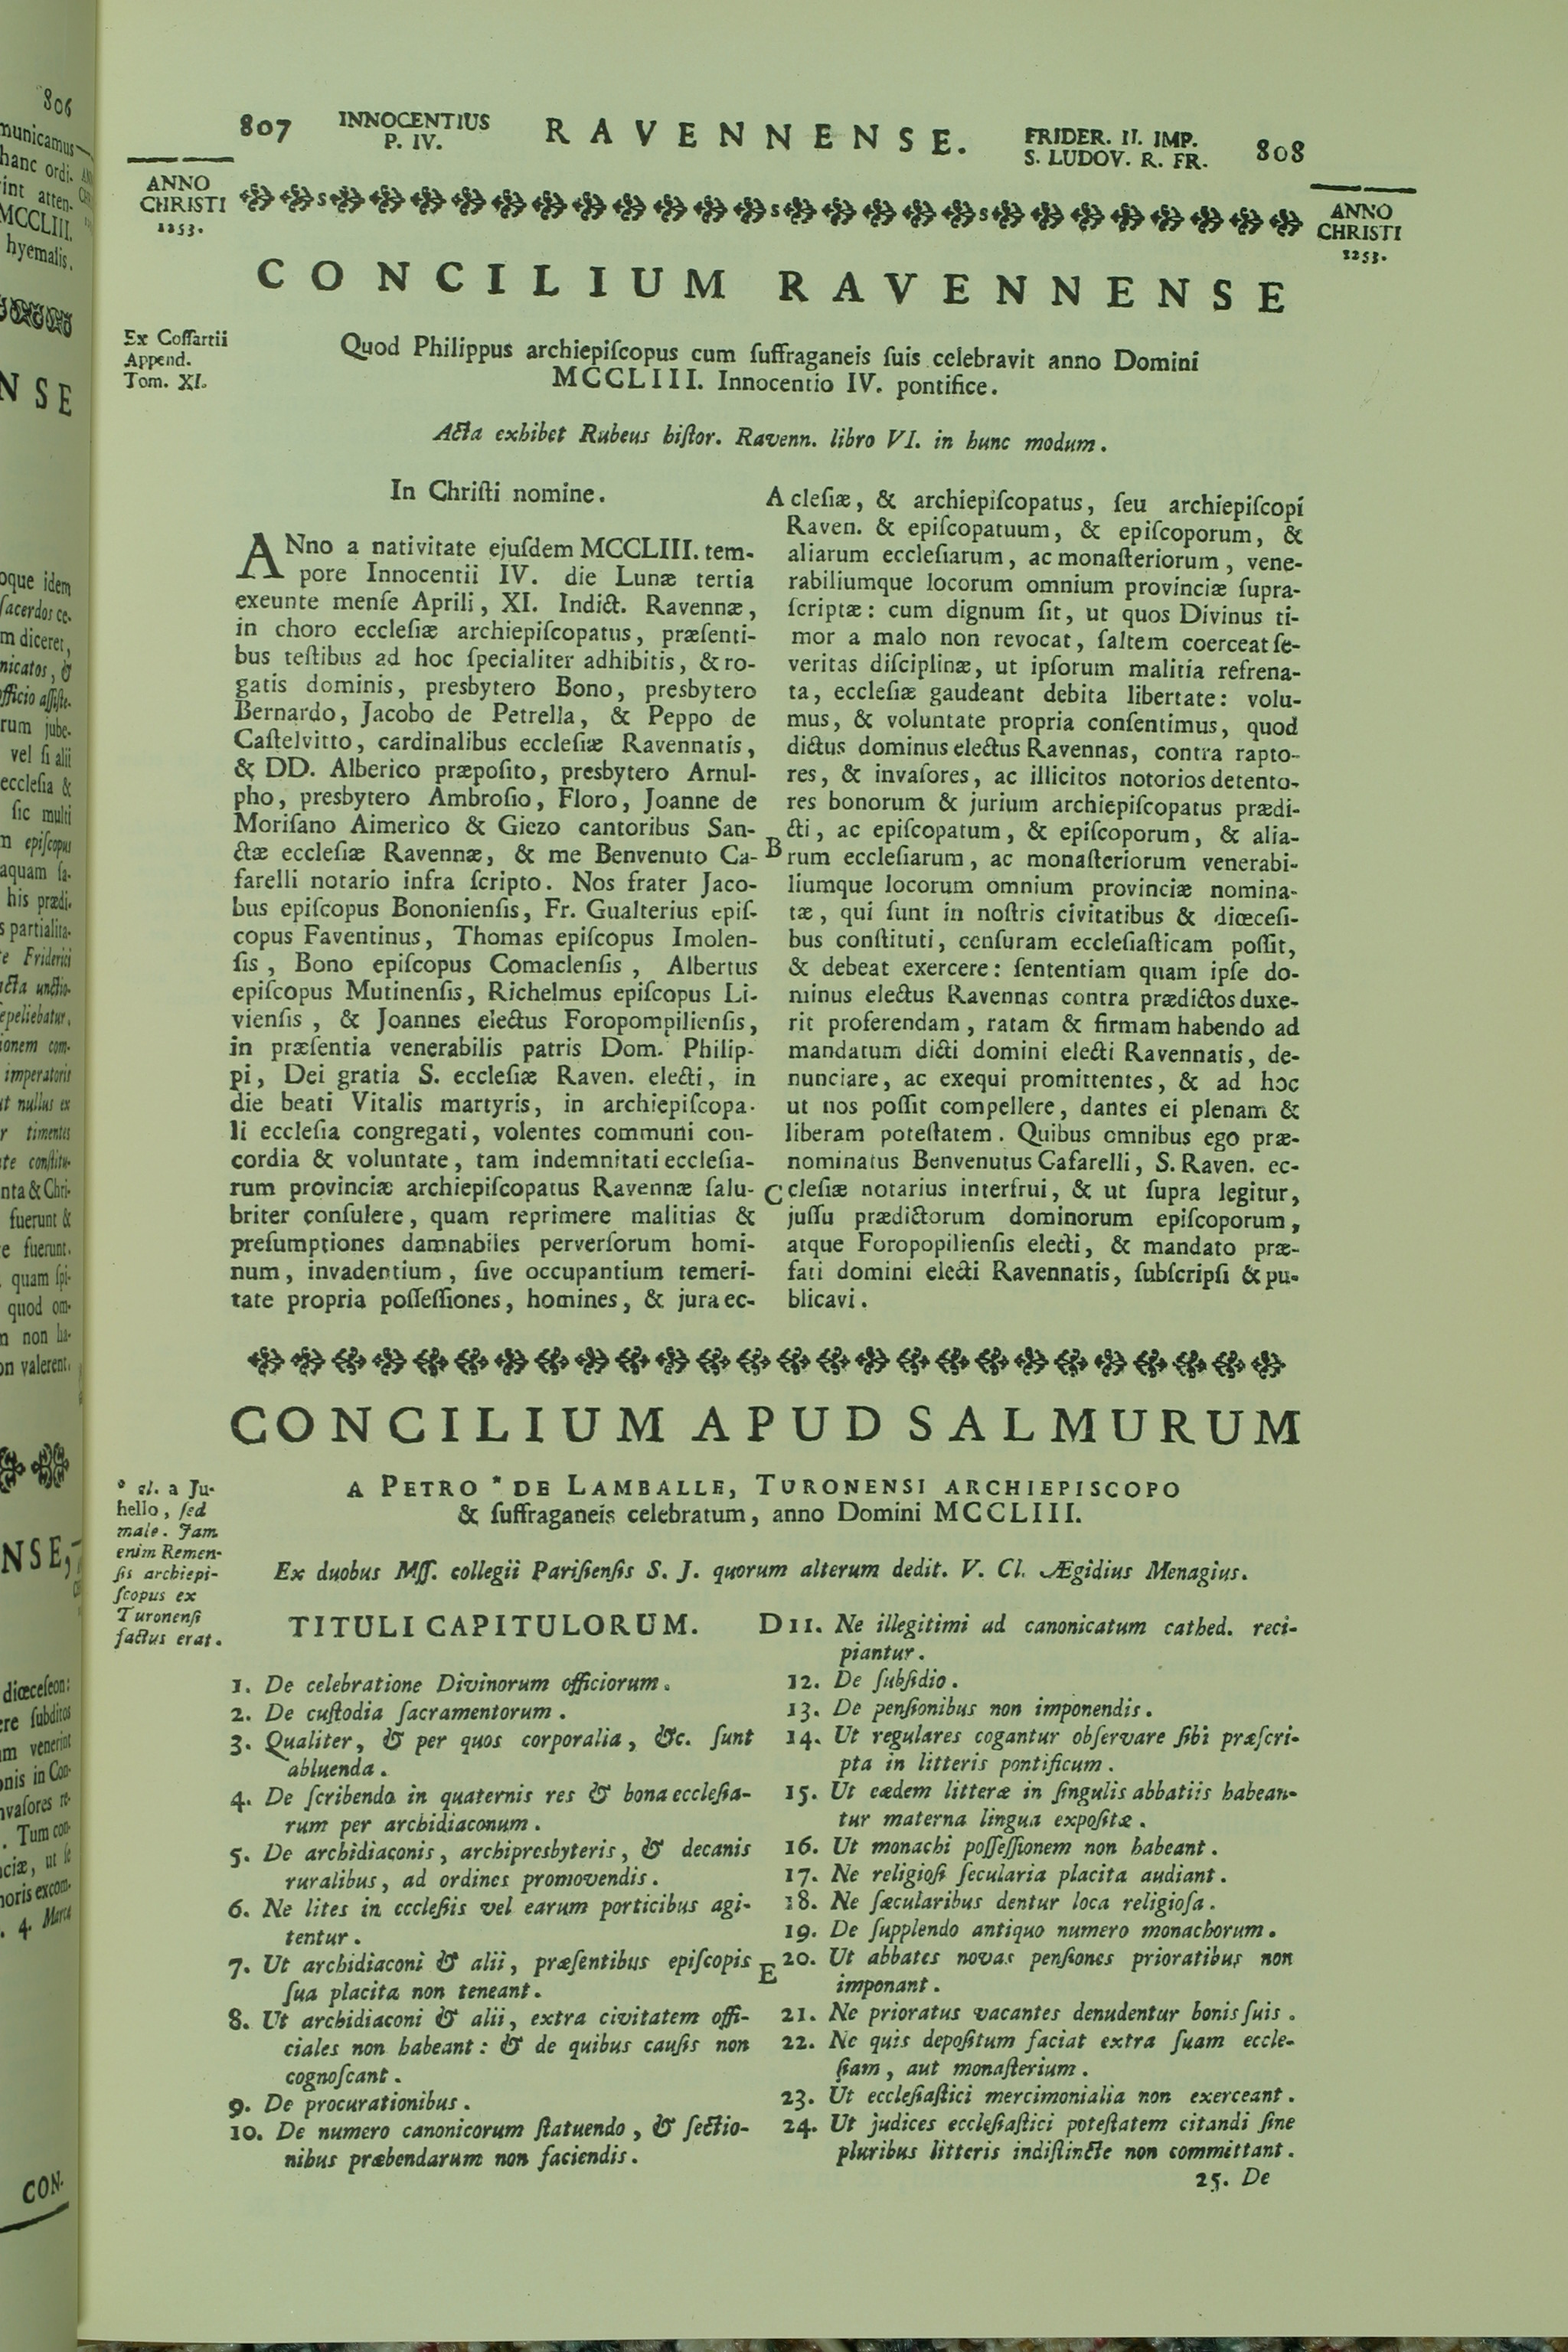 807
INNOCENTIUS
P. IV.
RAVENNENSE.
FRIDER. II. IMP.
S. LUDOV. R. FR.
808
ANNO
CHRISTI
1253.
ANNO
CHRISTI
1253.
CONCILIUM RAVENNENSE
Ex Coſſartii
Append.
Tom. XI.
Quod Philippus archiepiſcopus cum ſuffraganeis ſuis celebravit anno Domini
MCCLIII. Innocentio IV. pontifice.
Acta exhibet Rubeus hiſtor. Ravenn. libro VI. in hunc modum.
In Chriſti nomine.
ANno a nativitate ejuſdem MCCLIII. tem-
pore Innocentii IV. die Lunæ tertia
exeunte menſe Aprili, XI. Indict. Ravennæ,
in choro eccleſiæ archiepiſcopatus, præſenti-
bus teſtibus ad hoc ſpecialiter adhibitis, & ro-
gatis dominis, presbytero Bono, presbytero
Bernardo, Jacobo de Petrella, & Peppo de
Caſtelvitto, cardinalibus eccleſiæ Ravennatis,
& DD. Alberico præpoſito, presbytero Arnul-
pho, presbytero Ambroſio, Floro, Joanne de
Moriſano Aimerico & Giezo cantoribus San-
ctæ eccleſiæ Ravennæ, & me Benvenuto Ca-
farelli notario infra ſcripto. Nos frater Jaco-
bus epiſcopus Bononienſis, Fr. Gualterius epiſ-
copus Faventinus, Thomas epiſcopus Imolen-
ſis, Bono epiſcopus Comaclenſis, Albertus
epiſcopus Mutinenſis, Richelmus epiſcopus Li-
vienſis, & Joannes electus Foropompilienſis,
in præſentia venerabilis patris Dom. Philip-
pi, Dei gratia S. eccleſiæ Raven. electi, in
die beati Vitalis martyris, in archiepiſcopa-
li eccleſia congregati, volentes communi con-
cordia & voluntate, tam indemnitati eccleſia-
rum provinciæ archiepiſcopatus Ravennæ ſalu-
briter conſulere, quam reprimere malitias &
preſumptiones damnabiles perverſorum homi-
num, invadentium, ſive occupantium temeri-
tate propria poſſeſſiones, homines, & jura ec-
A cleſiæ, & archiepiſcopatus, ſeu archiepiſcopi
Raven. & epiſcopatuum, & epiſcoporum, &
aliarum eccleſiarum, ac monaſteriorum, vene-
rabiliumque locorum omnium provinciæ ſupra-
ſcriptæ: cum dignum ſit, ut quos Divinus ti-
mor a malo non revocat, ſaltem coerceat ſe-
veritas diſciplinæ, ut ipſorum malitia refrena-
ta, eccleſiæ gaudeant debita libertate: volu-
mus, & voluntate propria conſentimus, quod
dictus dominus electus Ravennas, contra rapto-
res, & invaſores, ac illicitos notorios detento-
res bonorum & jurium archiepiſcopatus prædi-
cti, ac epiſcopatum, & epiſcoporum, & alia-
B rum eccleſiarum, ac monaſteriorum venerabi-
liumque locorum omnium provinciæ nomina-
tæ, qui ſunt in noſtris civitatibus & diœceſi-
bus conſtituti, cenſuram eccleſiaſticam poſſit,
& debeat exercere: ſententiam quam ipſe do-
minus electus Ravennas contra prædictos duxe-
rit proferendam, ratam & firmam habendo ad
mandatum dicti domini electi Ravennatis, de-
nunciare, ac exequi promittentes, & ad hoc
ut nos poſſit compellere, dantes ei plenam &
liberam poteſtatem. Quibus omnibus ego præ-
nominatus Benvenutus Cafarelli, S. Raven. ec-
C cleſiæ notarius interfrui, & ut ſupra legitur,
juſſu prædictorum dominorum epiſcoporum,
atque Foropopilienſis electi, & mandato præ-
fati domini electi Ravennatis, ſubſcripſi & pu-
blicavi.
CONCILIUM APUD SALMURUM
* al. a Ju-
hello, ſed
male. Jam
enim Remen-
ſis archiepi-
ſcopus ex
Turonenſi
factus erat.
A PETRO * DE LAMBALLE, TURONENSI ARCHIEPISCOPO
& ſuffraganeis celebratum, anno Domini MCCLIII.
Ex duobus Mſſ. collegii Pariſienſis S. J. quorum alterum dedit. V. Cl. Ægidius Menagius.
TITULI CAPITULORUM.
1. De celebratione Divinorum officiorum.
2. De cuſtodia ſacramentorum.
3. Qualiter, & per quos corporalia, &c. ſunt
abluenda.
4. De ſcribendo in quaternis res & bona eccleſia-
rum per archidiaconum.
5. De archidiaconis, archipresbyteris, & decanis
ruralibus, ad ordines promovendis.
6. Ne lites in eccleſiis vel earum porticibus agi-
tentur.
7. Ut archidiaconi & alii, præſentibus epiſcopis
ſua placita non teneant.
8. Ut archidiaconi & alii, extra civitatem offi-
ciales non habeant: & de quibus cauſis non
cognoſcant.
9. De procurationibus.
10. De numero canonicorum ſtatuendo, & ſectio-
nibus præbendarum non faciendis.
D 11. Ne illegitimi ad canonicatum cathed. reci-
piantur.
12. De ſubſidio.
13. De penſionibus non imponendis.
14. Ut regulares cogantur obſervare ſibi præſcri-
pta in litteris pontificum.
15. Ut eædem litteræ in ſingulis abbatiis habean-
tur materna lingua expoſitæ.
16. Ut monachi poſſeſſionem non habeant.
17. Ne religioſi ſecularia placita audiant.
18. Ne ſæcularibus dentur loca religioſa.
19. De ſupplendo antiquo numero monachorum.
E 20. Ut abbates novas penſiones prioratibus non
imponant.
21. Ne prioratus vacantes denudentur bonis ſuis.
22. Ne quis depoſitum faciat extra ſuam eccle-
ſiam, aut monaſterium.
23. Ut eccleſiaſtici mercimonialia non exerceant.
24. Ut judices eccleſiaſtici poteſtatem citandi ſine
pluribus litteris indiſtincte non committant.
25. De